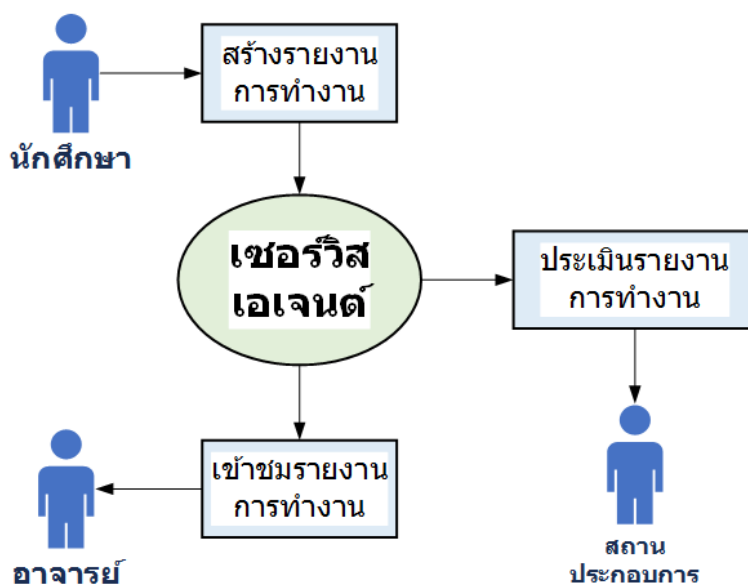 สร้างรายงาน
การทำงาน
นักศึกษา
เซอร์วิส
เอเจนต์
ประเมินรายงาน
การทำงาน
เข้าชมรายงาน
การทำงาน
อาจารย์
สถาน
ประกอบการ